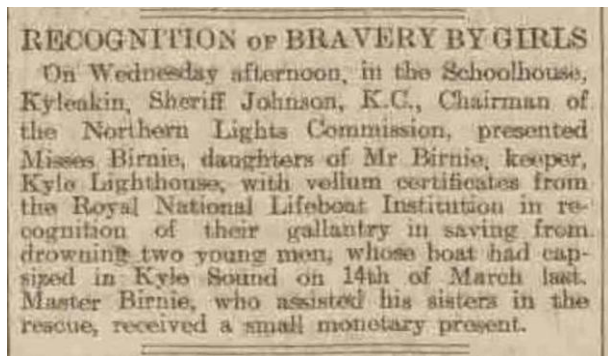 RECOGNITION OF BRAVERY BY GIRLS
On Wednesday afternoon, in the Schoolhouse,
Kyleakin, Sheriff Johnson, K.C., Chairman of
the Northern Lights Commission, presented
Misses Birnie, daughters of Mr Birnie, keeper,
Kyle Lighthouse, with vellum certificates from
the Royal National Lifeboat Institution in re-
cognition of their gallantry in saving from
drowning two young men, whose boat had cap-
sized in Kyle Sound on 14th of March last.
Master Birnie, who assisted his sisters in the
rescue, received a small monetary present.